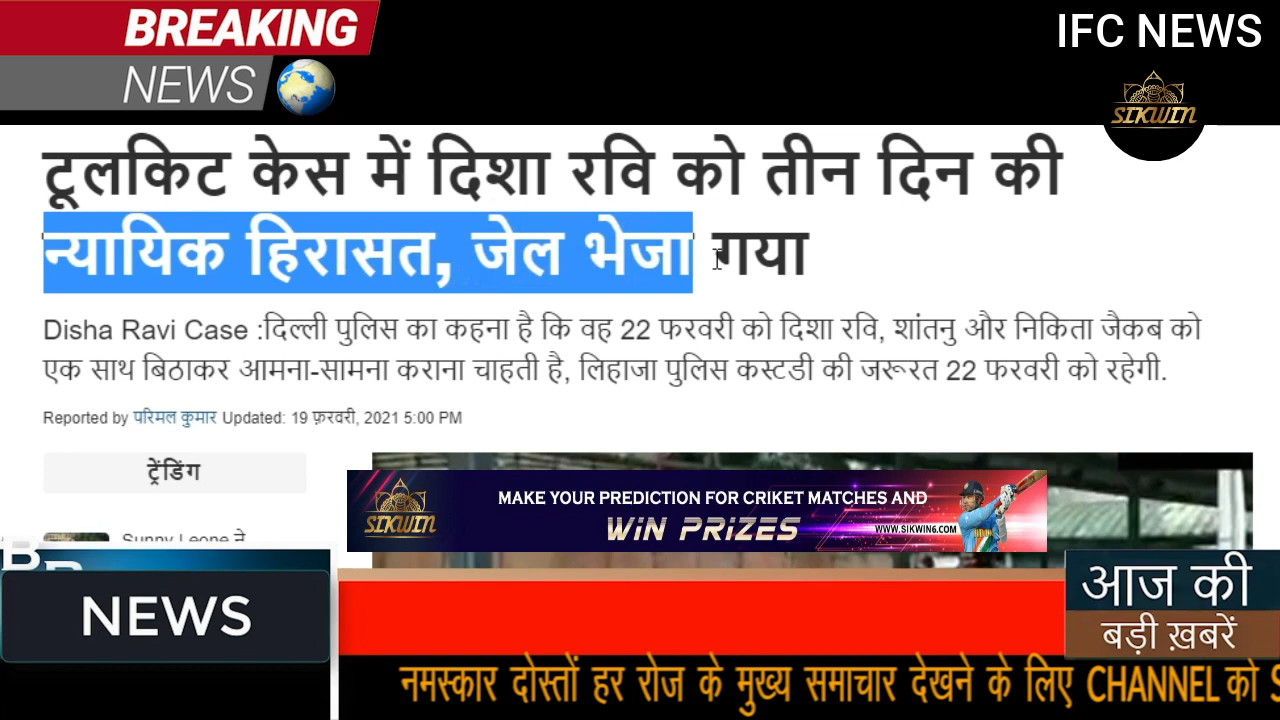 BREAKING
NEWS
IFC NEWS
SIKWIN
टूलकिट केस में दिशा रवि को तीन दिन की
न्यायिक हिरासत, जेल भेजा गया
Disha Ravi Case :दिल्ली पुलिस का कहना है कि वह 22 फरवरी को दिशा रवि, शांतनु और निकिता जैकब को
एक साथ बिठाकर आमना-सामना कराना चाहती है, लिहाजा पुलिस कस्टडी की जरूरत 22 फरवरी को रहेगी.
Reported by परिमल कुमार Updated: 19 फ़रवरी, 2021 5:00 PM
ट्रेंडिंग
Sunny Leone ने
SIKWIN
MAKE YOUR PREDICTION FOR CRIKET MATCHES AND
WIN PRIZES
WWW.SIKWIN6.COM
NEWS
आज की
बड़ी ख़बरें
नमस्कार दोस्तों हर रोज के मुख्य समाचार देखने के लिए CHANNEL को S